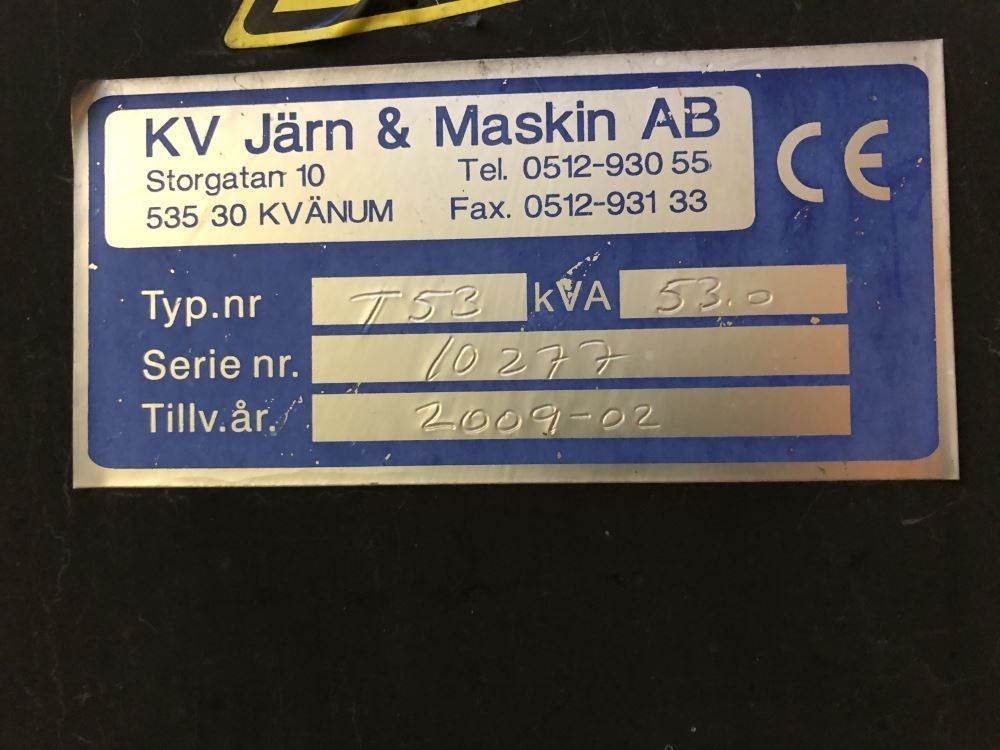 KV Järn & Maskin AB
Storgatan 10 Tel. 0512-930 55
535 30 KVÄNUM Fax. 0512-931 33
CE
Typ.nr T53 kVA 53.0
Serie nr. 10277
Tillv.år. 2009-02